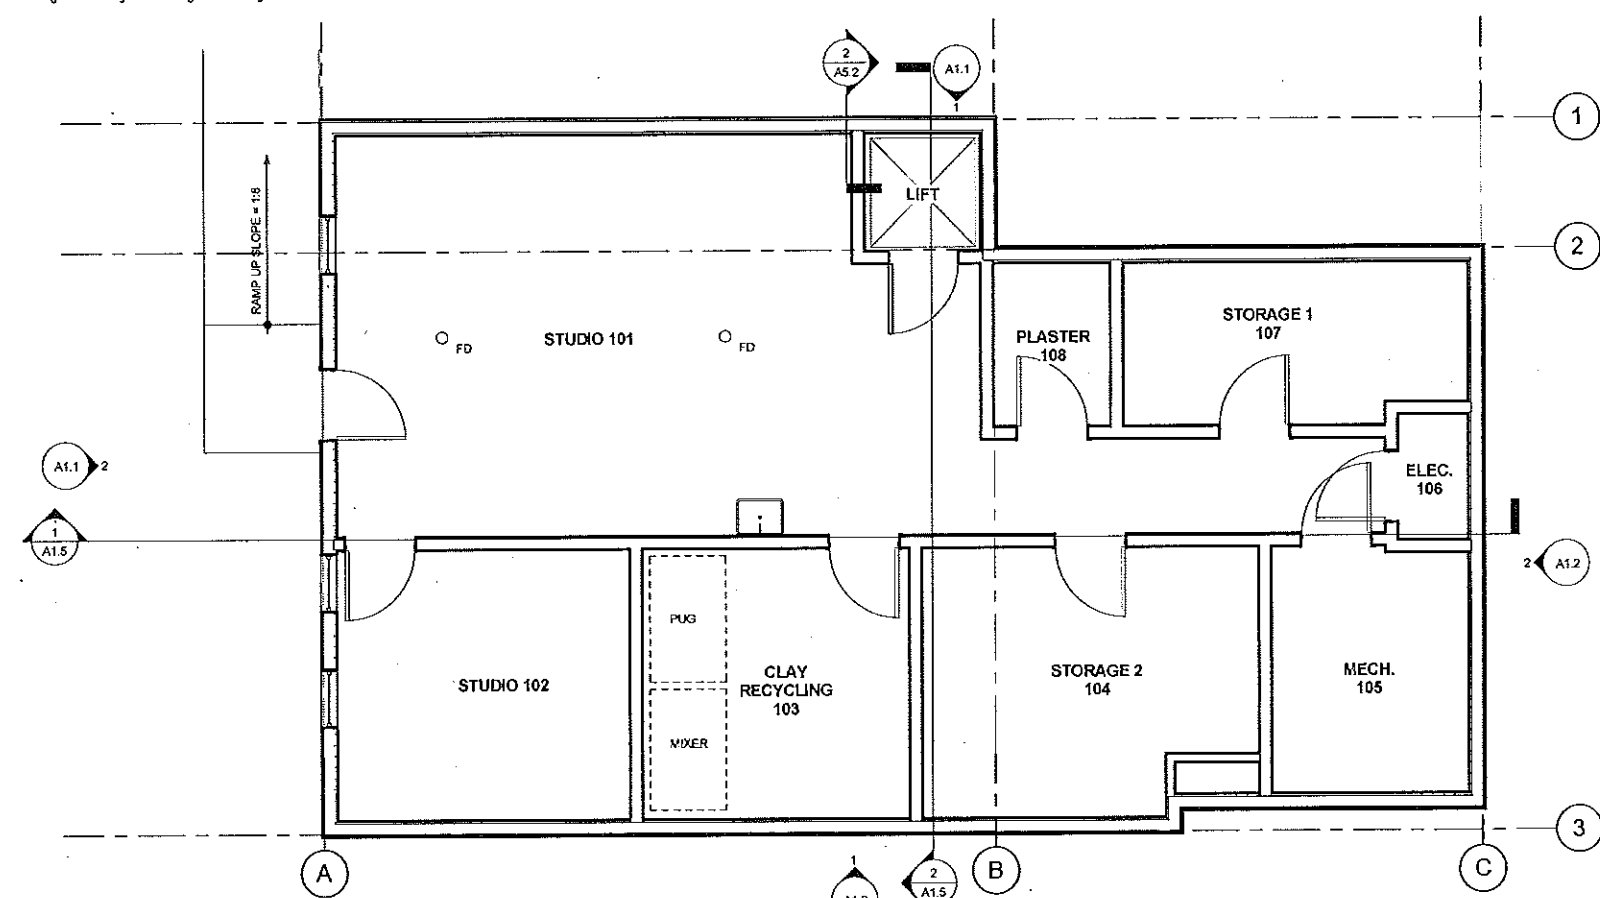 2
A5.2
A1.1
1
1
LIFT
2
RAMP UP SLOPE = 1:8
STORAGE 1
107
STUDIO 101
FD
FD
PLASTER
108
A1.1
2
ELEC.
106
1
A1.5
2
A1.2
PUG
STUDIO 102
CLAY
RECYCLING
103
STORAGE 2
104
MECH.
105
MIXER
3
A
1
2
A1.5
B
C